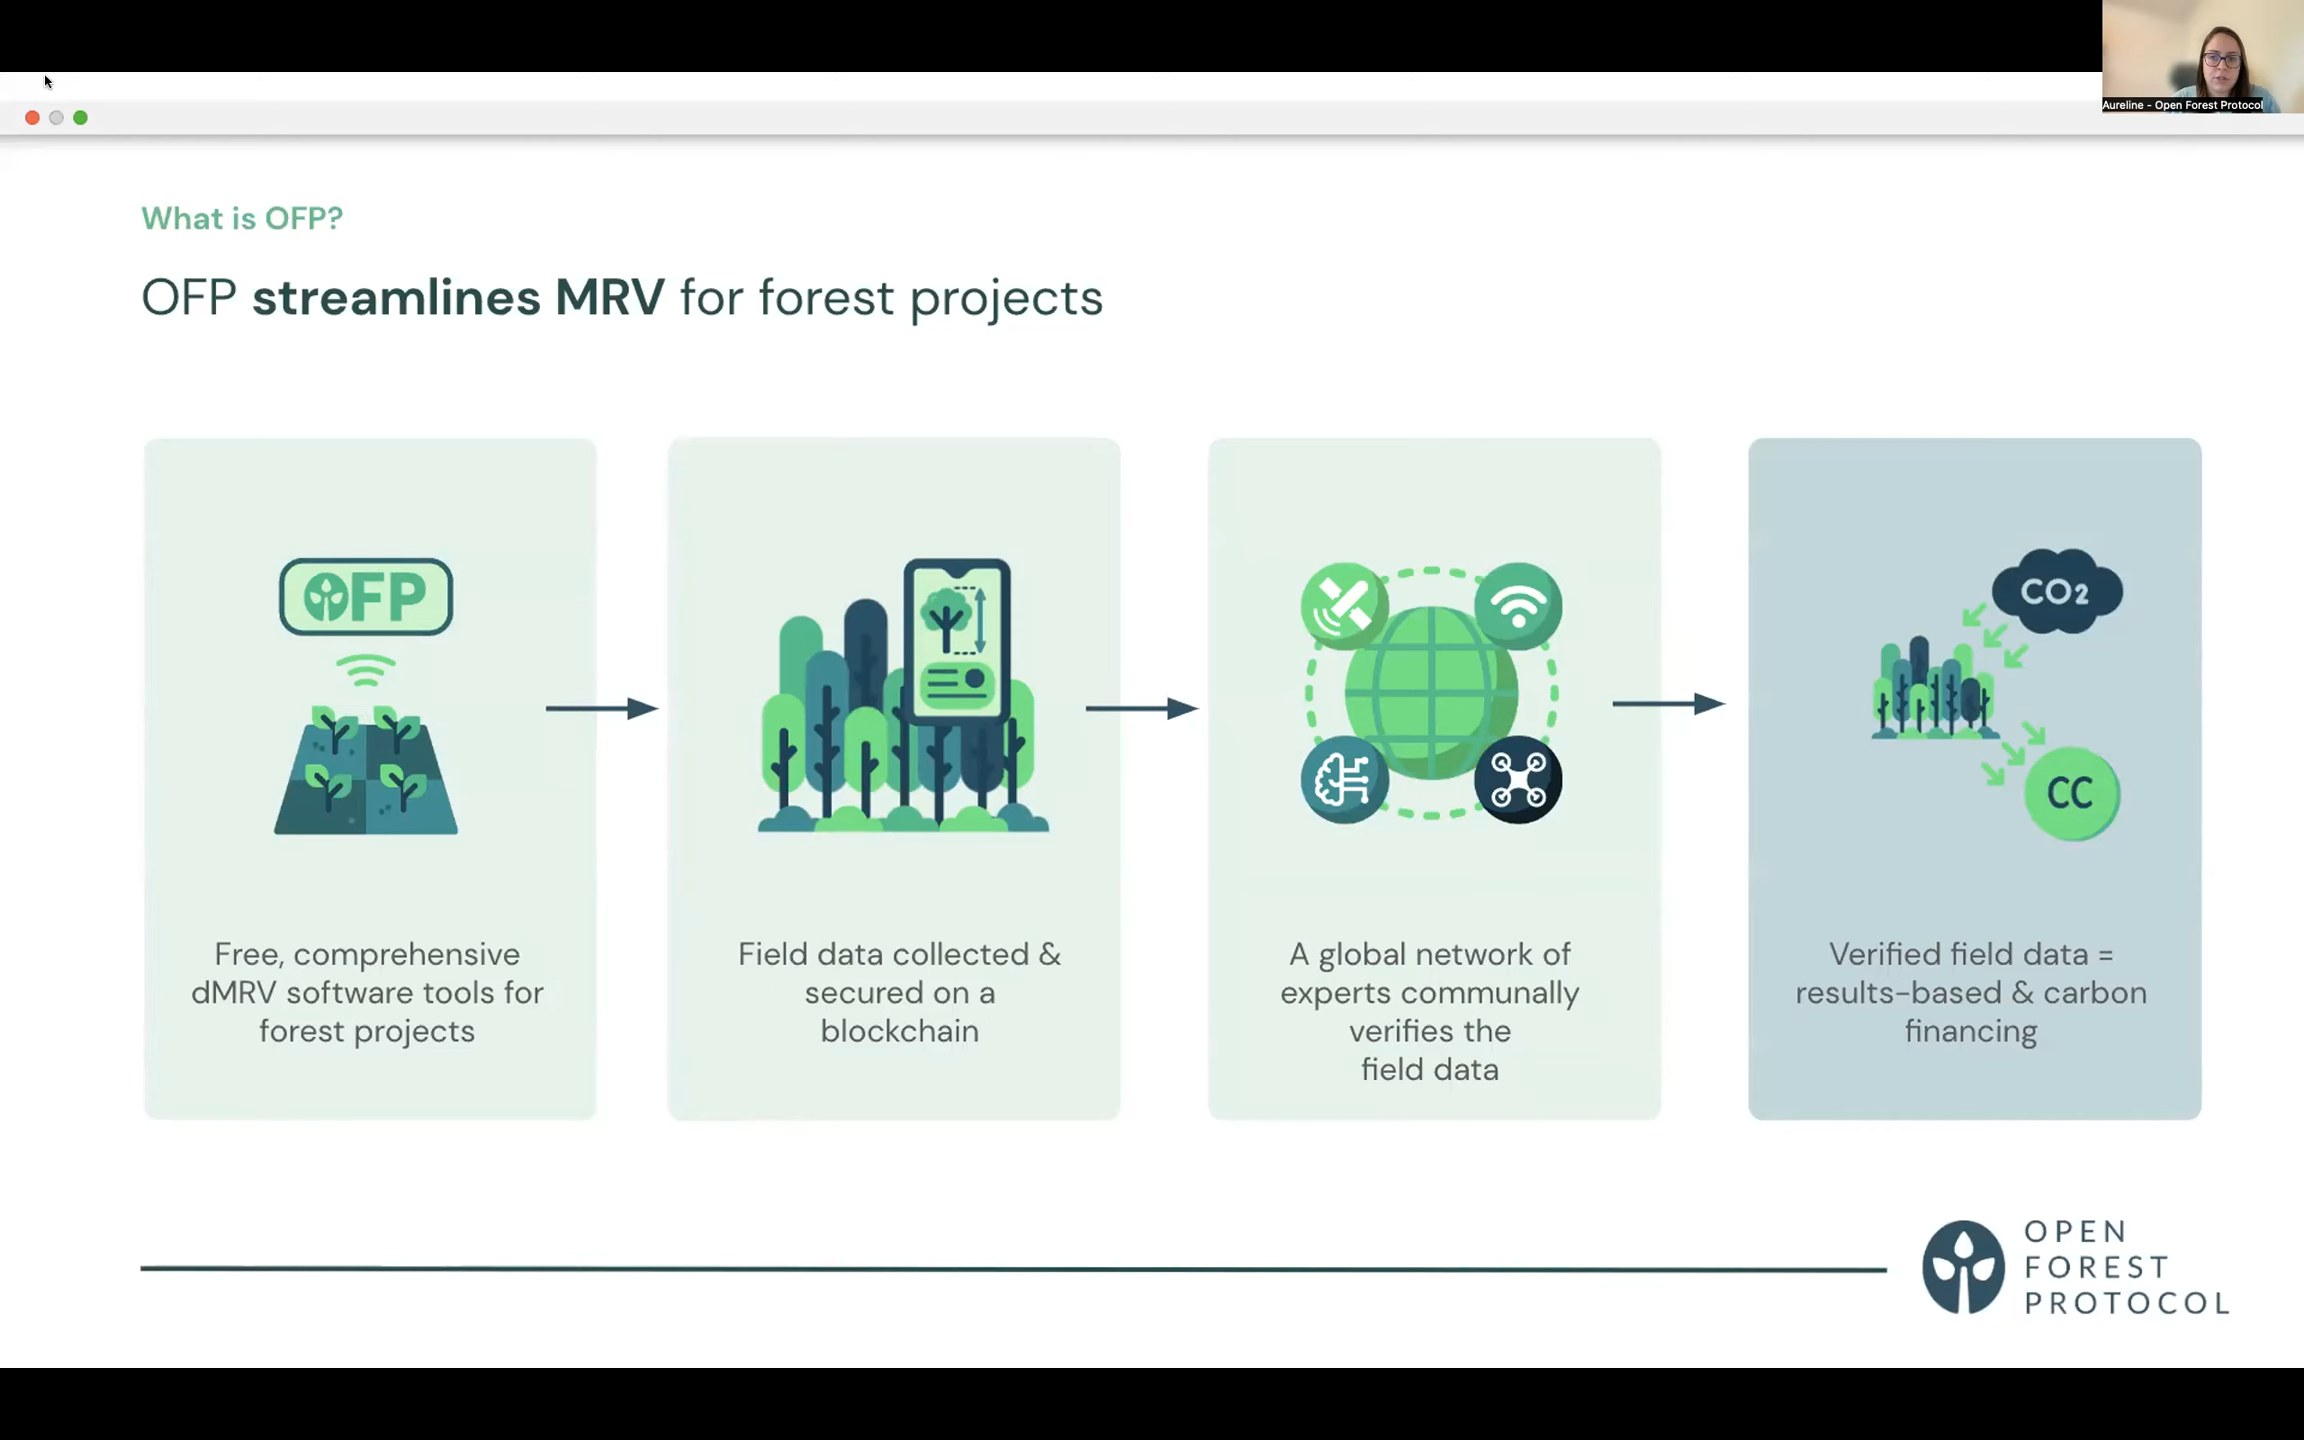 Aureline - Open Forest Protocol
What is OFP?
OFP streamlines MRV for forest projects
OFP
Free, comprehensive
dMRV software tools for
forest projects
Field data collected &
secured on a
blockchain
A global network of
experts communally
verifies the
field data
CO2
CC
Verified field data =
results-based & carbon
financing
OPEN
FOREST
PROTOCOL